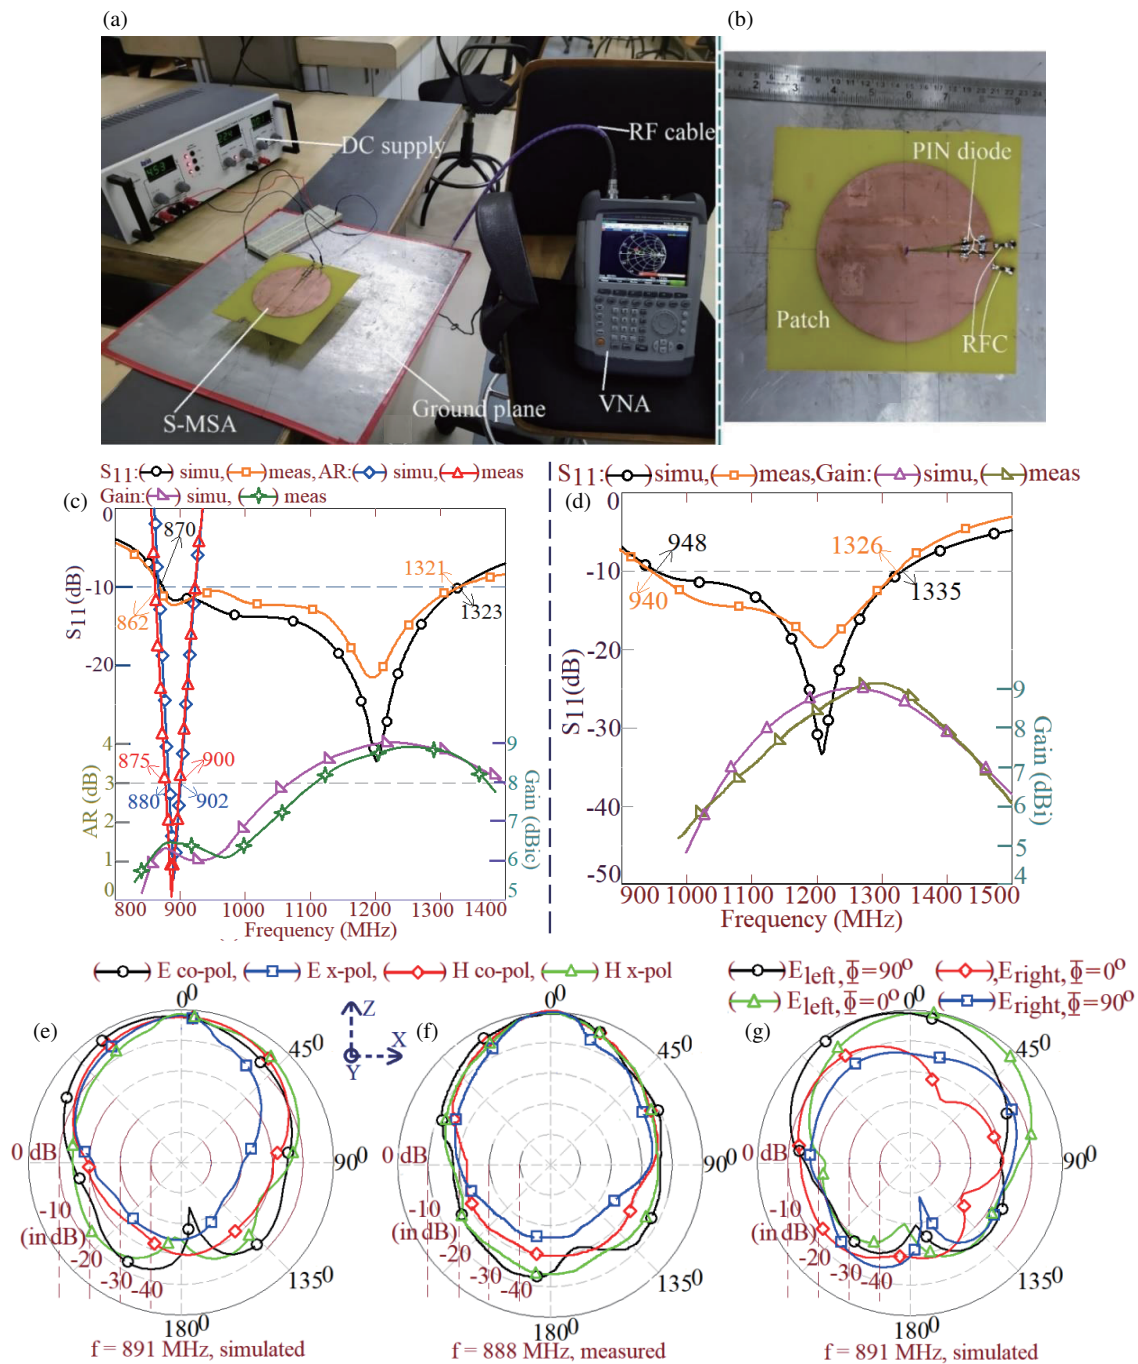 (a)
(b)
DC supply
RF cable
S-MSA
Ground plane
VNA
PIN diode
Patch
RFC
S11:( ) simu,( )meas, AR:( ) simu,( )meas
Gain:( ) simu, ( ) meas
(c)
0
-10
-20
S11(dB)
870
862
1321
1323
4
3
2
1
0
AR (dB)
875
880
900
902
9
8
7
6
5
Gain (dBic)
800 900 1000 1100 1200 1300 1400
Frequency (MHz)
S11:( )simu,( )meas,Gain:( )simu,( )meas
(d)
0
-10
-20
-30
-40
-50
S11(dB)
948
940
1326
1335
9
8
7
6
5
4
Gain (dBi)
900 1000 1100 1200 1300 1400 1500
Frequency (MHz)
( ) E co-pol, ( ) E x-pol, ( ) H co-pol, ( ) H x-pol
( )Eleft, Φ=90º ( ),Eright, Φ=0º
( ) Eleft, Φ=0º ( )Eright, Φ=90º
(e)
00
450
900
1350
1800
0 dB
-10
(in dB)
-20
-30
-40
f = 891 MHz, simulated
Z
X
Y
(f)
00
450
900
1350
1800
0 dB
-10
(in dB)
-20
-30
-40
f = 888 MHz, measured
(g)
00
450
900
1350
1800
0 dB
-10
(in dB)
-20
-30
-40
f = 891 MHz, simulated